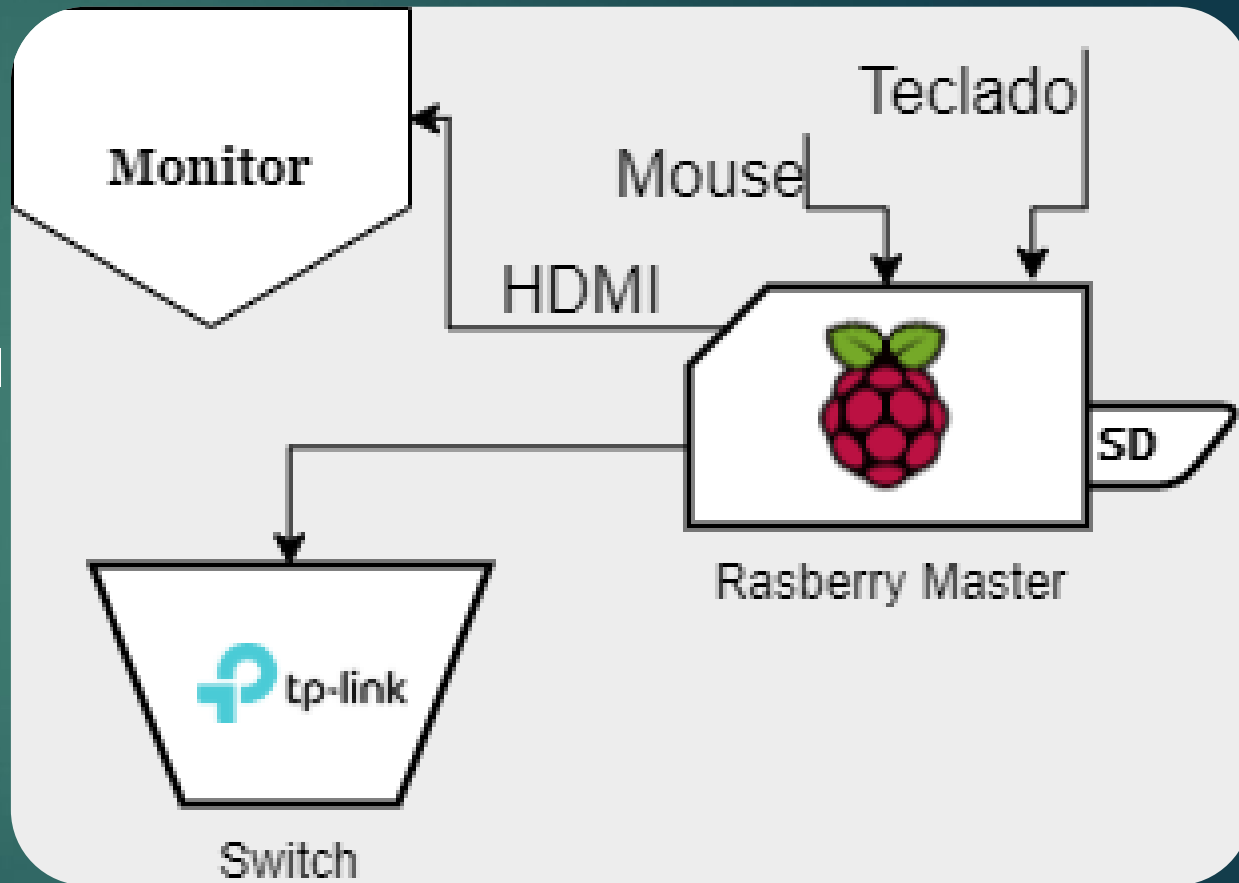 Teclado
Monitor
Mouse
HDMI
SD
Rasberry Master
tp-link
Switch